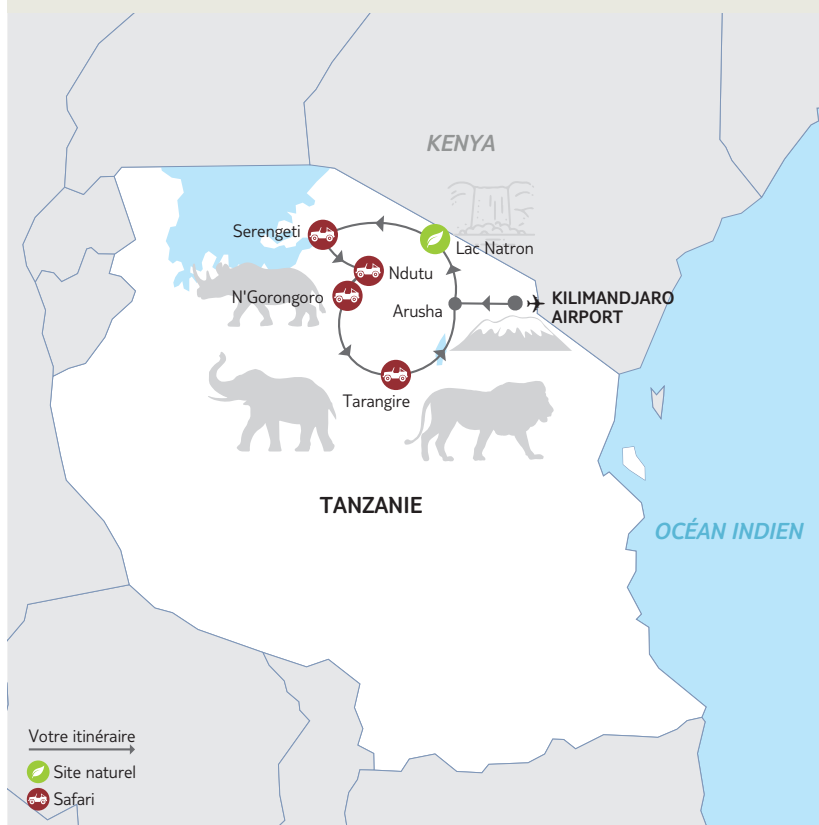 KENYA
Serengeti
Lac Natron
Ndutu
N'Gorongoro
Arusha
KILIMANDJARO
AIRPORT
Tarangire
TANZANIE
OCÉAN INDIEN
Votre itinéraire
Site naturel
Safari